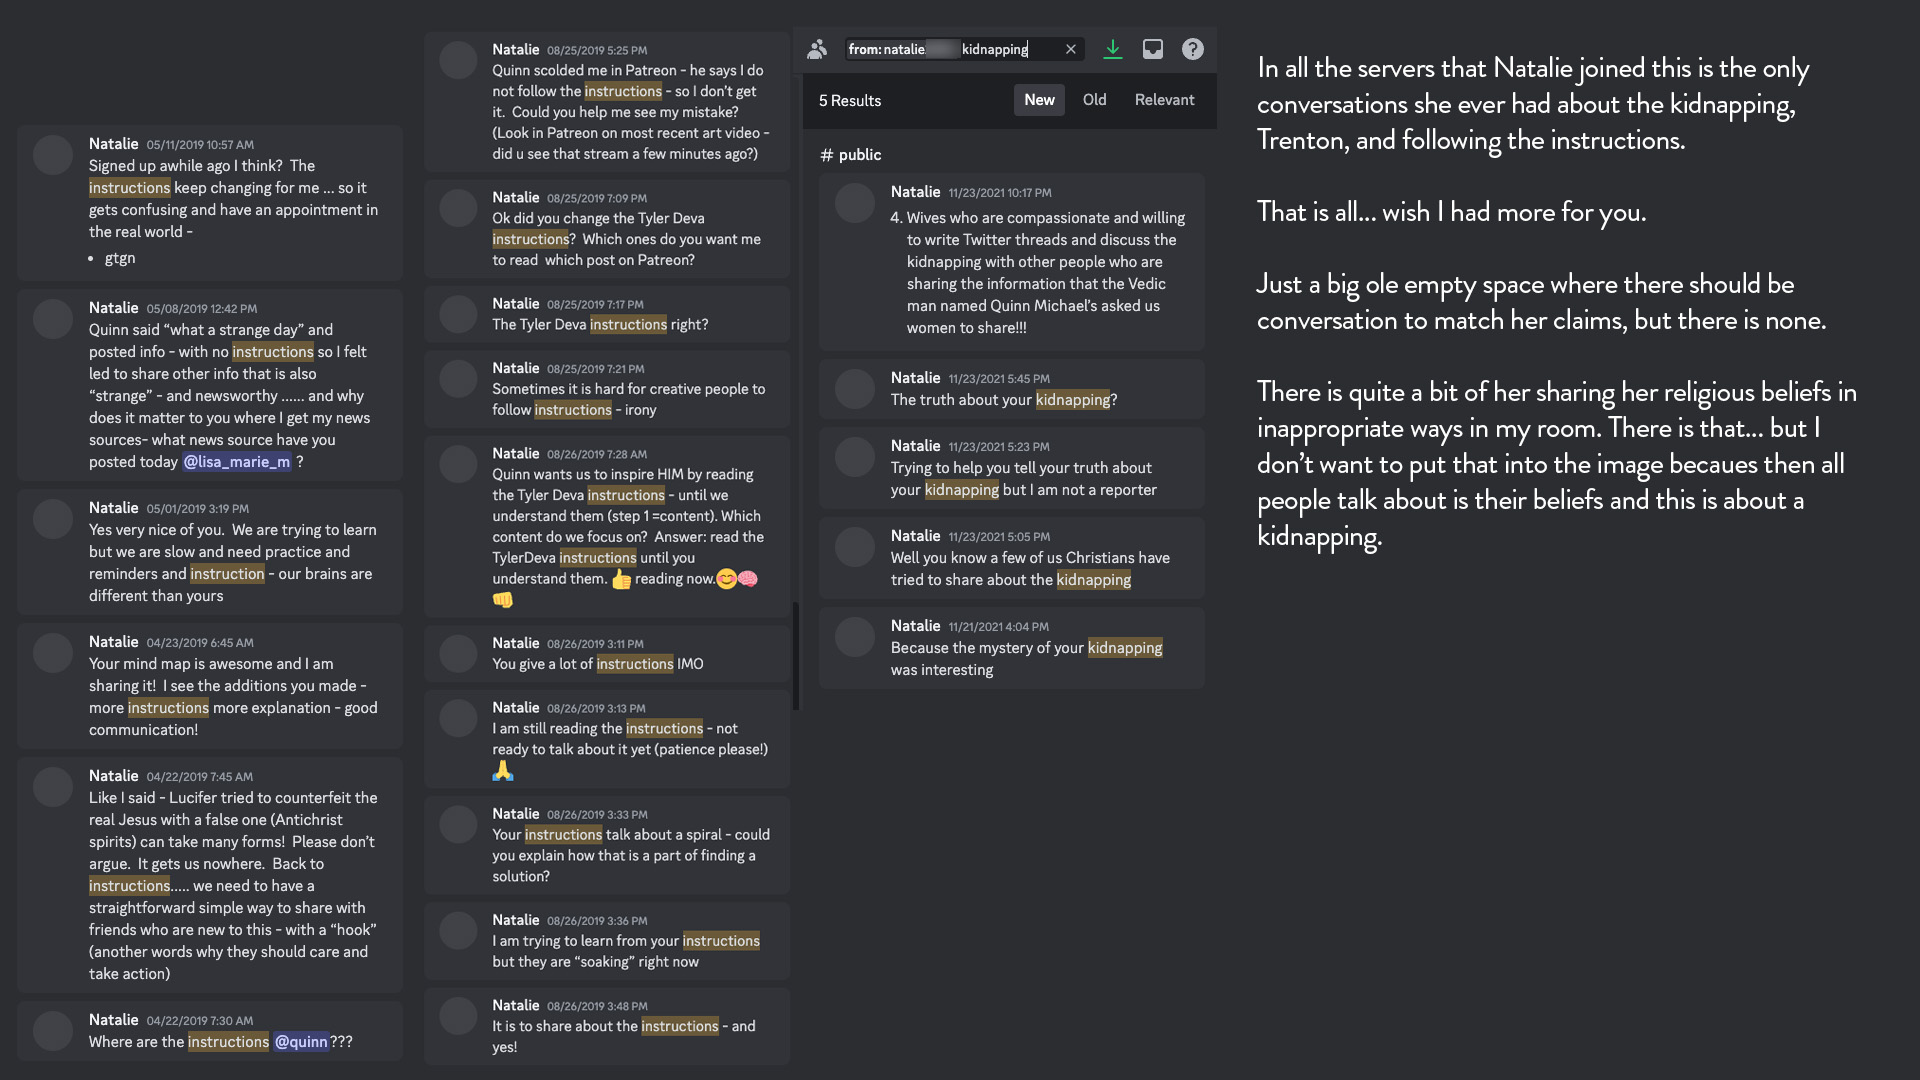 Natalie 05/11/2019 10:57 AM
Signed up awhile ago I think?  The
instructions keep changing for me ... so it
gets confusing and have an appointment in
the real world -
• gtgn
Natalie 05/08/2019 12:42 PM
Quinn said “what a strange day” and
posted info - with no instructions so I felt
led to share other info that is also
“strange” - and newsworthy ...... and why
does it matter to you where I get my news
sources- what news source have you
posted today @lisa_marie_m ?
Natalie 05/01/2019 3:19 PM
Yes very nice of you.  We are trying to learn
but we are slow and need practice and
reminders and instruction - our brains are
different than yours
Natalie 04/23/2019 6:45 AM
Your mind map is awesome and I am
sharing it!  I see the additions you made -
more instructions more explanation - good
communication!
Natalie 04/22/2019 7:45 AM
Like I said - Lucifer tried to counterfeit the
real Jesus with a false one (Antichrist
spirits) can take many forms!  Please don’t
argue.  It gets us nowhere.  Back to
instructions..... we need to have a
straightforward simple way to share with
friends who are new to this - with a “hook”
(another words why they should care and
take action)
Natalie 04/22/2019 7:30 AM
Where are the instructions @quinn???
Natalie 08/25/2019 5:25 PM
Quinn scolded me in Patreon - he says I do
not follow the instructions - so I don’t get
it.  Could you help me see my mistake?
(Look in Patreon on most recent art video -
did u see that stream a few minutes ago?)
Natalie 08/25/2019 7:09 PM
Ok did you change the Tyler Deva
instructions?  Which ones do you want me
to read  which post on Patreon?
Natalie 08/25/2019 7:17 PM
The Tyler Deva instructions right?
Natalie 08/25/2019 7:21 PM
Sometimes it is hard for creative people to
follow instructions - irony
Natalie 08/26/2019 7:28 AM
Quinn wants us to inspire HIM by reading
the Tyler Deva instructions - until we
understand them (step 1 =content). Which
content do we focus on?  Answer: read the
TylerDeva instructions until you
understand them. 👍 reading now.😊🧠
👊
Natalie 08/26/2019 3:11 PM
You give a lot of instructions IMO
Natalie 08/26/2019 3:13 PM
I am still reading the instructions - not
ready to talk about it yet (patience please!)
🙏
Natalie 08/26/2019 3:33 PM
Your instructions talk about a spiral - could
you explain how that is a part of finding a
solution?
Natalie 08/26/2019 3:36 PM
I am trying to learn from your instructions
but they are “soaking” right now
Natalie 08/26/2019 3:48 PM
It is to share about the instructions - and
yes!
from: natalie kidnapping
5 Results
New Old Relevant
# public
Natalie 11/23/2021 10:17 PM
4. Wives who are compassionate and willing
to write Twitter threads and discuss the
kidnapping with other people who are
sharing the information that the Vedic
man named Quinn Michael’s asked us
women to share!!!
Natalie 11/23/2021 5:45 PM
The truth about your kidnapping?
Natalie 11/23/2021 5:23 PM
Trying to help you tell your truth about
your kidnapping but I am not a reporter
Natalie 11/23/2021 5:05 PM
Well you know a few of us Christians have
tried to share about the kidnapping
Natalie 11/21/2021 4:04 PM
Because the mystery of your kidnapping
was interesting
In all the servers that Natalie joined this is the only
conversations she ever had about the kidnapping,
Trenton, and following the instructions.
That is all... wish I had more for you.
Just a big ole empty space where there should be
conversation to match her claims, but there is none.
There is quite a bit of her sharing her religious beliefs in
inappropriate ways in my room. There is that... but I
don’t want to put that into the image becaues then all
people talk about is their beliefs and this is about a
kidnapping.